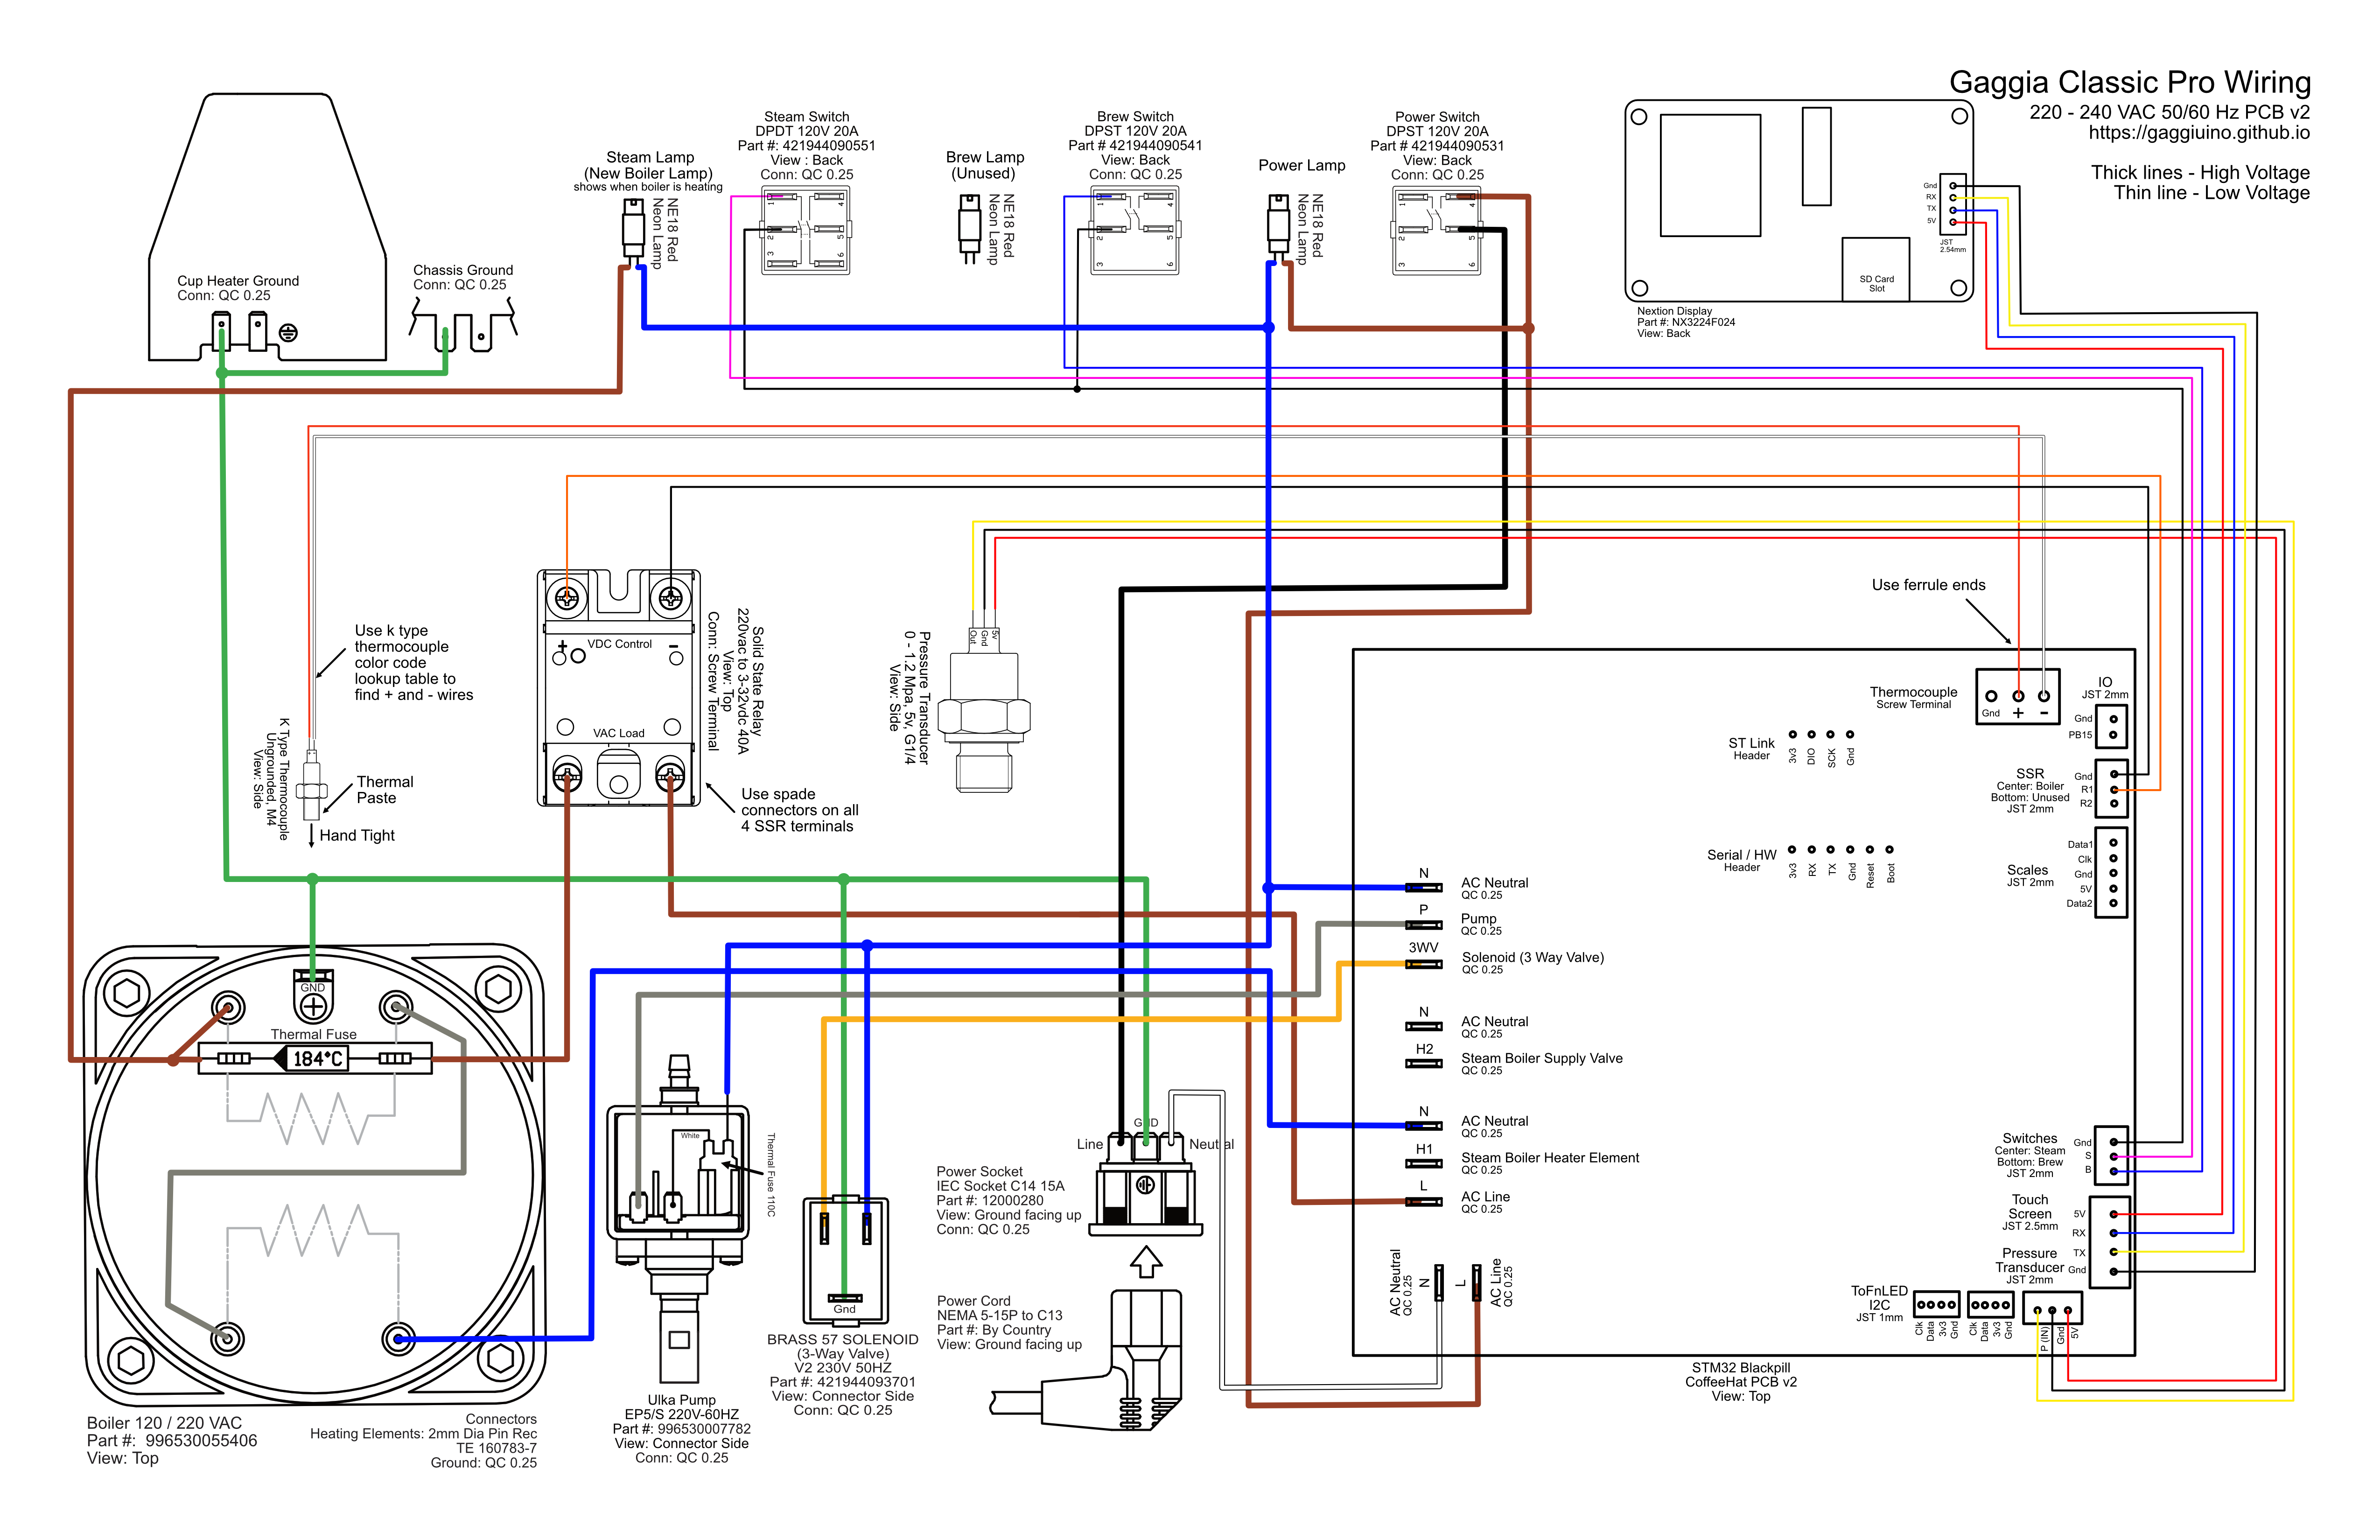 Gaggia Classic Pro Wiring
220 - 240 VAC 50/60 Hz PCB v2
https://gaggiuino.github.io
Thick lines - High Voltage
Thin line - Low Voltage
Cup Heater Ground
Conn: QC 0.25
Chassis Ground
Conn: QC 0.25
Steam Lamp
(New Boiler Lamp)
shows when boiler is heating
NE18 Red
Neon Lamp
Steam Switch
DPDT 120V 20A
Part #: 421944090551
View : Back
Conn: QC 0.25
1
2
3
4
5
6
Brew Lamp
(Unused)
NE18 Red
Neon Lamp
Brew Switch
DPST 120V 20A
Part # 421944090541
View: Back
Conn: QC 0.25
1
2
3
4
5
6
Power Lamp
NE18 Red
Neon Lamp
Power Switch
DPST 120V 20A
Part # 421944090531
View: Back
Conn: QC 0.25
1
2
3
4
5
6
Gnd
RX
TX
5V
JST
2.54mm
SD Card
Slot
Nextion Display
Part #: NX3224F024
View: Back
Use k type
thermocouple
color code
lookup table to
find + and - wires
K Type Thermocouple
Ungrounded, M4
View: Side
Thermal
Paste
Hand Tight
+
VDC Control
-
VAC Load
Solid State Relay
220vac to 3-32vdc 40A
View: Top
Conn: Screw Terminal
Use spade
connectors on all
4 SSR terminals
Out
Gnd
5v
Pressure Transducer
0 - 1.2 Mpa, 5v, G1/4
View: Side
Use ferrule ends
Thermocouple
Screw Terminal
Gnd
+
-
IO
JST 2mm
Gnd
PB15
ST Link
Header
3v3
DIO
SCK
Gnd
SSR
Center: Boiler
Bottom: Unused
JST 2mm
Gnd
R1
R2
Serial / HW
Header
3v3
RX
TX
Gnd
Reset
Boot
Scales
JST 2mm
Data1
Clk
Gnd
5V
Data2
N
AC Neutral
QC 0.25
P
Pump
QC 0.25
3WV
Solenoid (3 Way Valve)
QC 0.25
N
AC Neutral
QC 0.25
H2
Steam Boiler Supply Valve
QC 0.25
N
AC Neutral
QC 0.25
H1
Steam Boiler Heater Element
QC 0.25
L
AC Line
QC 0.25
AC Neutral
QC 0.25
N
L
AC Line
QC 0.25
Switches
Center: Steam
Bottom: Brew
JST 2mm
Gnd
S
B
Touch
Screen
JST 2.5mm
5V
RX
TX
Gnd
Pressure
Transducer
JST 2mm
ToFnLED
I2C
JST 1mm
Clk
Data
3v3
Gnd
Clk
Data
3v3
Gnd
P (IN)
Gnd
5V
STM32 Blackpill
CoffeeHat PCB v2
View: Top
GND
Thermal Fuse
184°C
Boiler 120 / 220 VAC
Part #: 996530055406
View: Top
Connectors
Heating Elements: 2mm Dia Pin Rec
TE 160783-7
Ground: QC 0.25
White
Thermal Fuse 110C
Ulka Pump
EP5/S 220V-60HZ
Part #: 996530007782
View: Connector Side
Conn: QC 0.25
Gnd
BRASS 57 SOLENOID
(3-Way Valve)
V2 230V 50HZ
Part #: 421944093701
View: Connector Side
Conn: QC 0.25
Line
GND
Neutral
Power Socket
IEC Socket C14 15A
Part #: 12000280
View: Ground facing up
Conn: QC 0.25
Power Cord
NEMA 5-15P to C13
Part #: By Country
View: Ground facing up